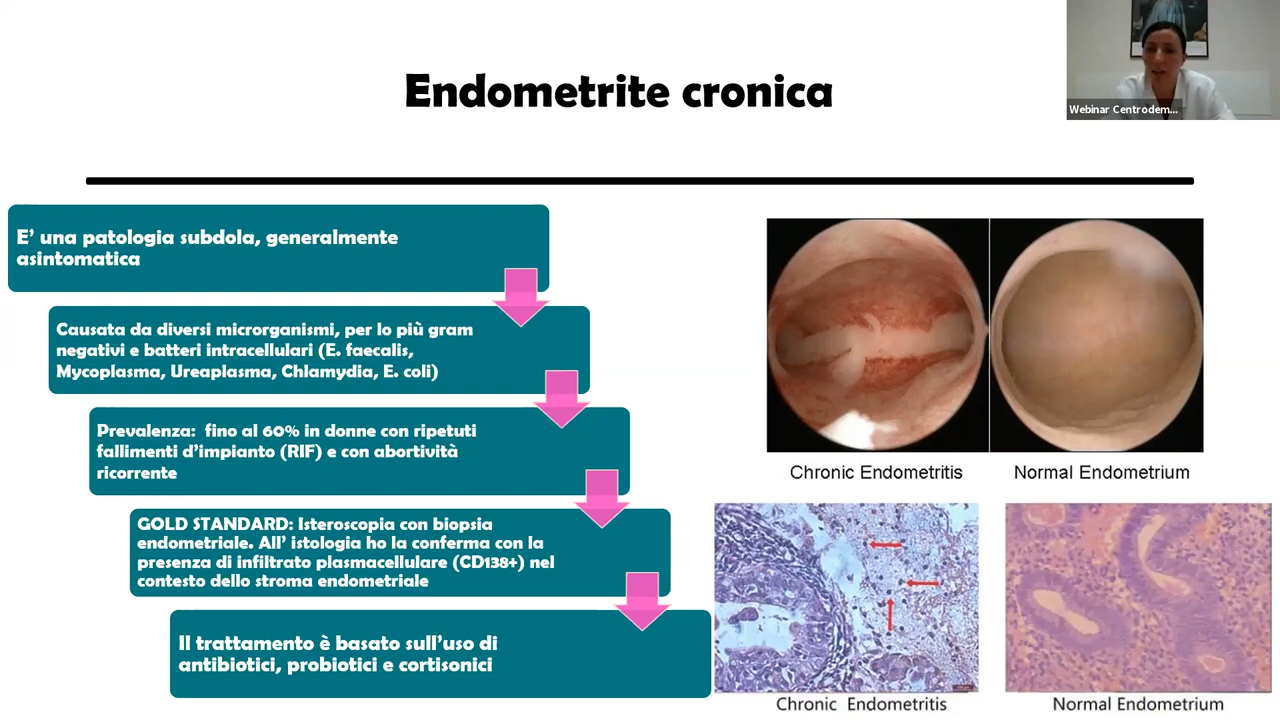 Endometrite cronica
Webinar Centrodem...
E' una patologia subdola, generalmente
asintomatica
Causata da diversi microrganismi, per lo più gram
negativi e batteri intracellulari (E. faecalis,
Mycoplasma, Ureaplasma, Chlamydia, E. coli)
Prevalenza: fino al 60% in donne con ripetuti
fallimenti d'impianto (RIF) e con abortività
ricorrente
GOLD STANDARD: Isteroscopia con biopsia
endometriale. All' istologia ho la conferma con la
presenza di infiltrato plasmacellulare (CD138+) nel
contesto dello stroma endometriale
Il trattamento è basato sull'uso di
antibiotici, probiotici e cortisonici
Chronic Endometritis
Normal Endometrium
Chronic Endometritis
Normal Endometrium